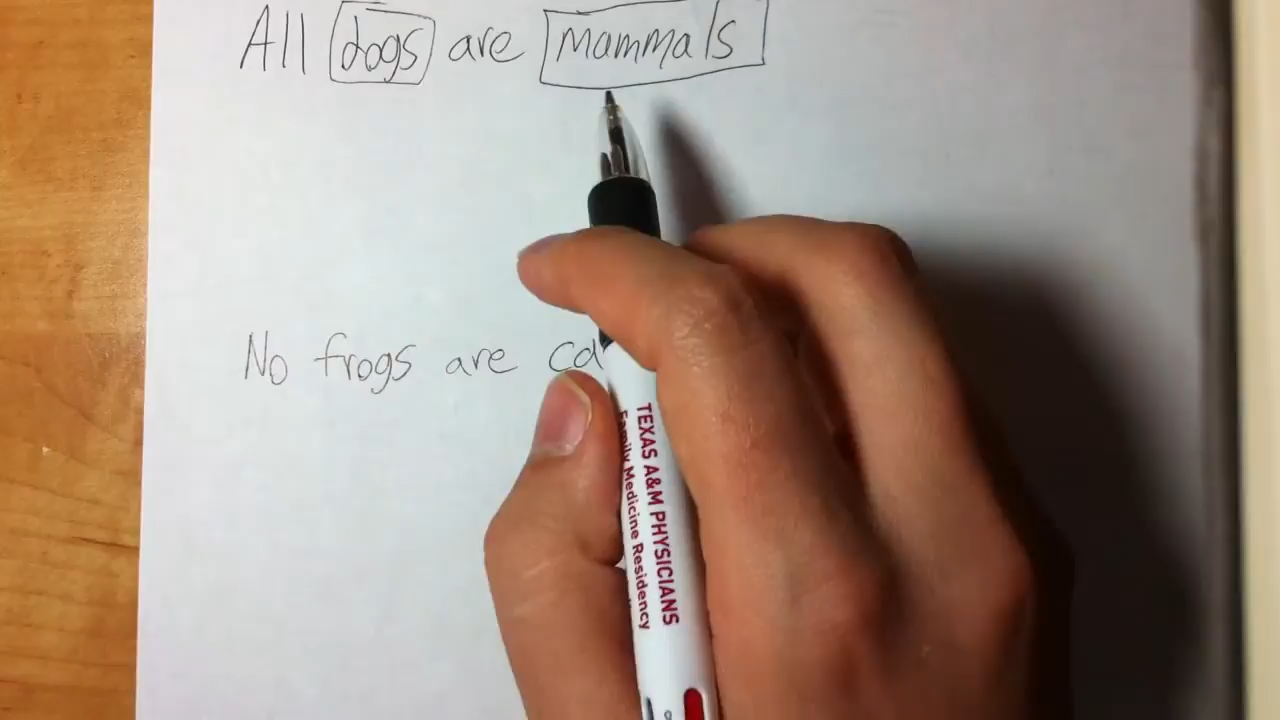 All dogs are mammals
No frogs are
TEXAS A&M PHYSICIANS
Family Medicine Residency